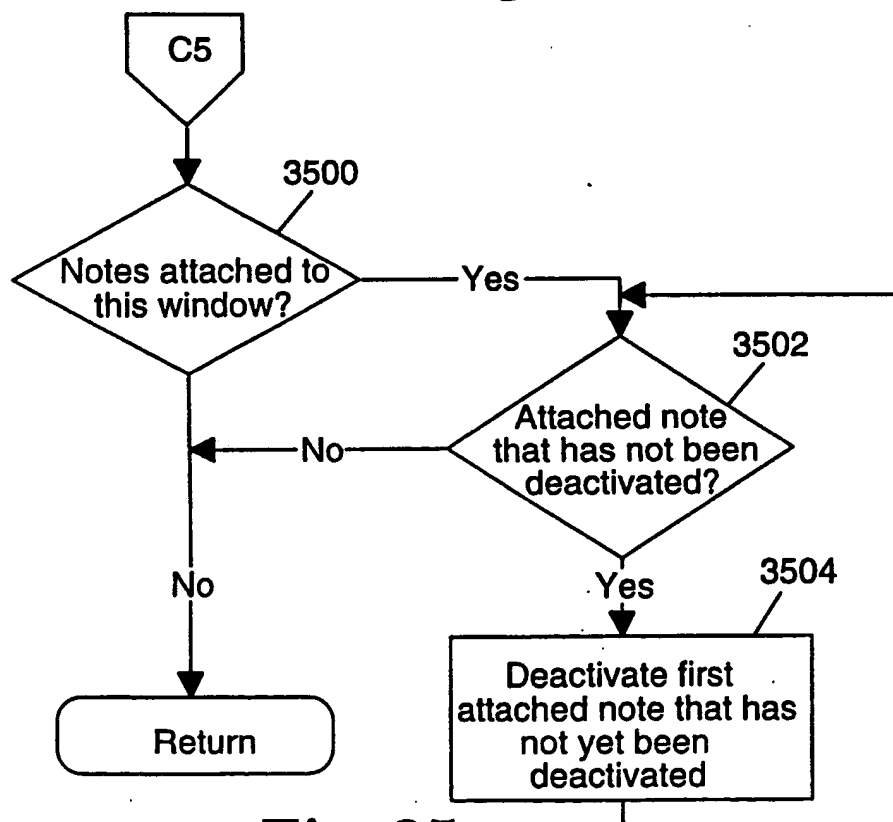 C5
3500
Notes attached to
this window?
Yes
3502
Attached note
that has not been
deactivated?
No
Yes
3504
No
Deactivate first
attached note that has
not yet been
deactivated
Return